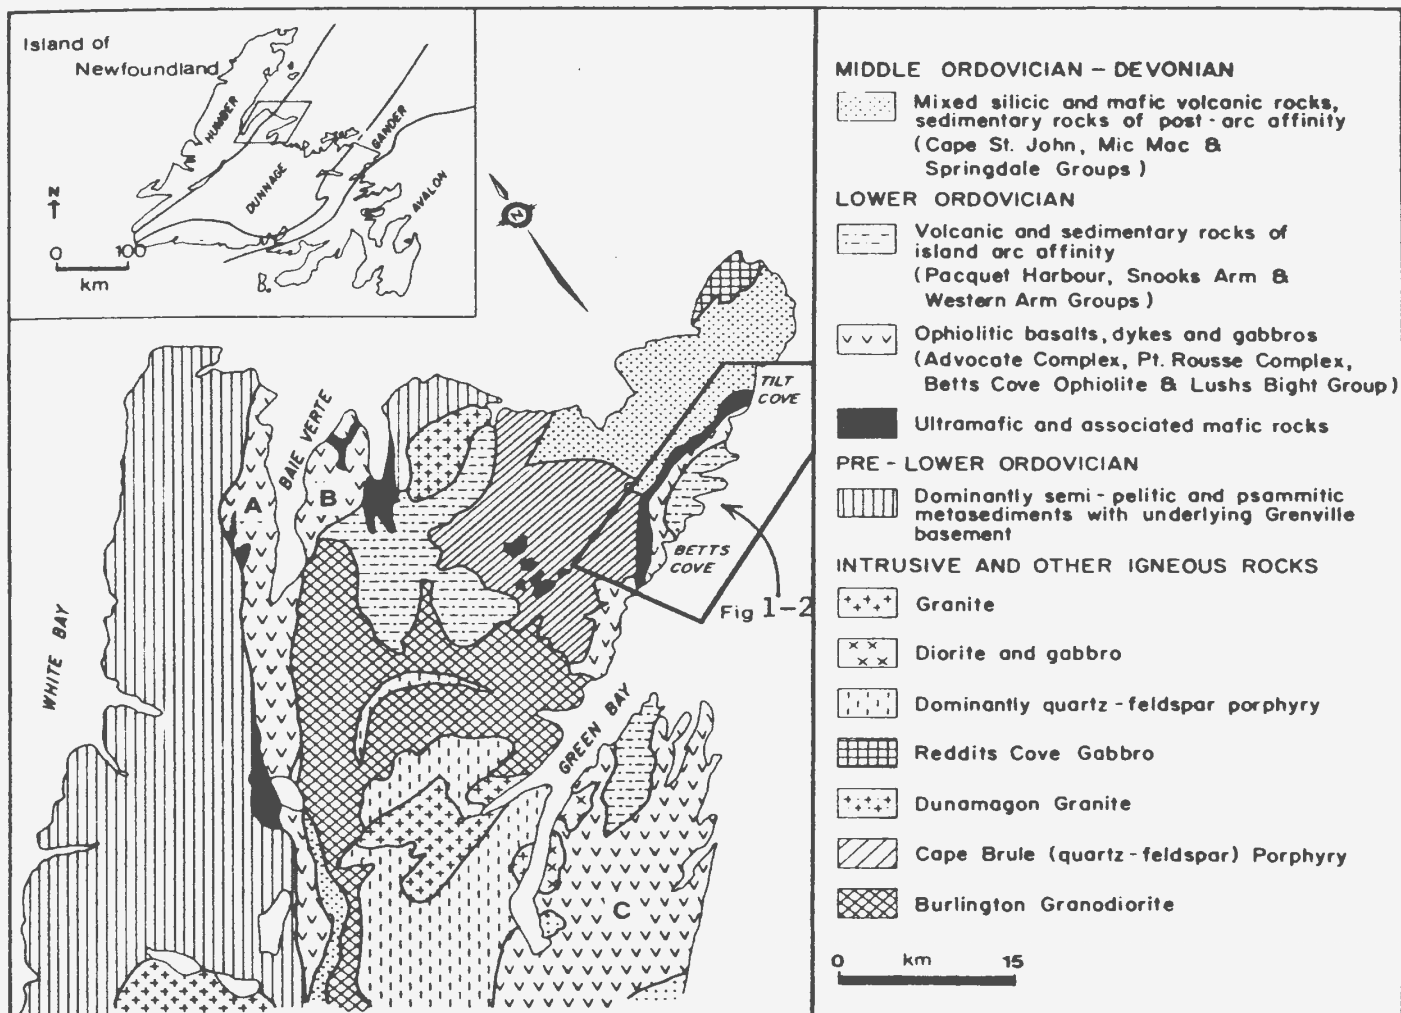 Island of
Newfoundland
HUMBER
DUNNAGE
GANDER
AVALON
N
0 100
km
B.
N
TILT
COVE
BAIE VERTE
A
B
BETTS
COVE
Fig 1-2
WHITE BAY
GREEN BAY
C
MIDDLE ORDOVICIAN - DEVONIAN
Mixed silicic and mafic volcanic rocks,
sedimentary rocks of post-arc affinity
(Cape St. John, Mic Mac &
Springdale Groups)
LOWER ORDOVICIAN
Volcanic and sedimentary rocks of
island arc affinity
(Pacquet Harbour, Snooks Arm &
Western Arm Groups)
Ophiolitic basalts, dykes and gabbros
(Advocate Complex, Pt. Rousse Complex,
Betts Cove Ophiolite & Lushs Bight Group)
Ultramafic and associated mafic rocks
PRE-LOWER ORDOVICIAN
Dominantly semi-pelitic and psammitic
metasediments with underlying Grenville
basement
INTRUSIVE AND OTHER IGNEOUS ROCKS
Granite
Diorite and gabbro
Dominantly quartz-feldspar porphyry
Reddits Cove Gabbro
Dunamagon Granite
Cape Brule (quartz-feldspar) Porphyry
Burlington Granodiorite
0 km 15